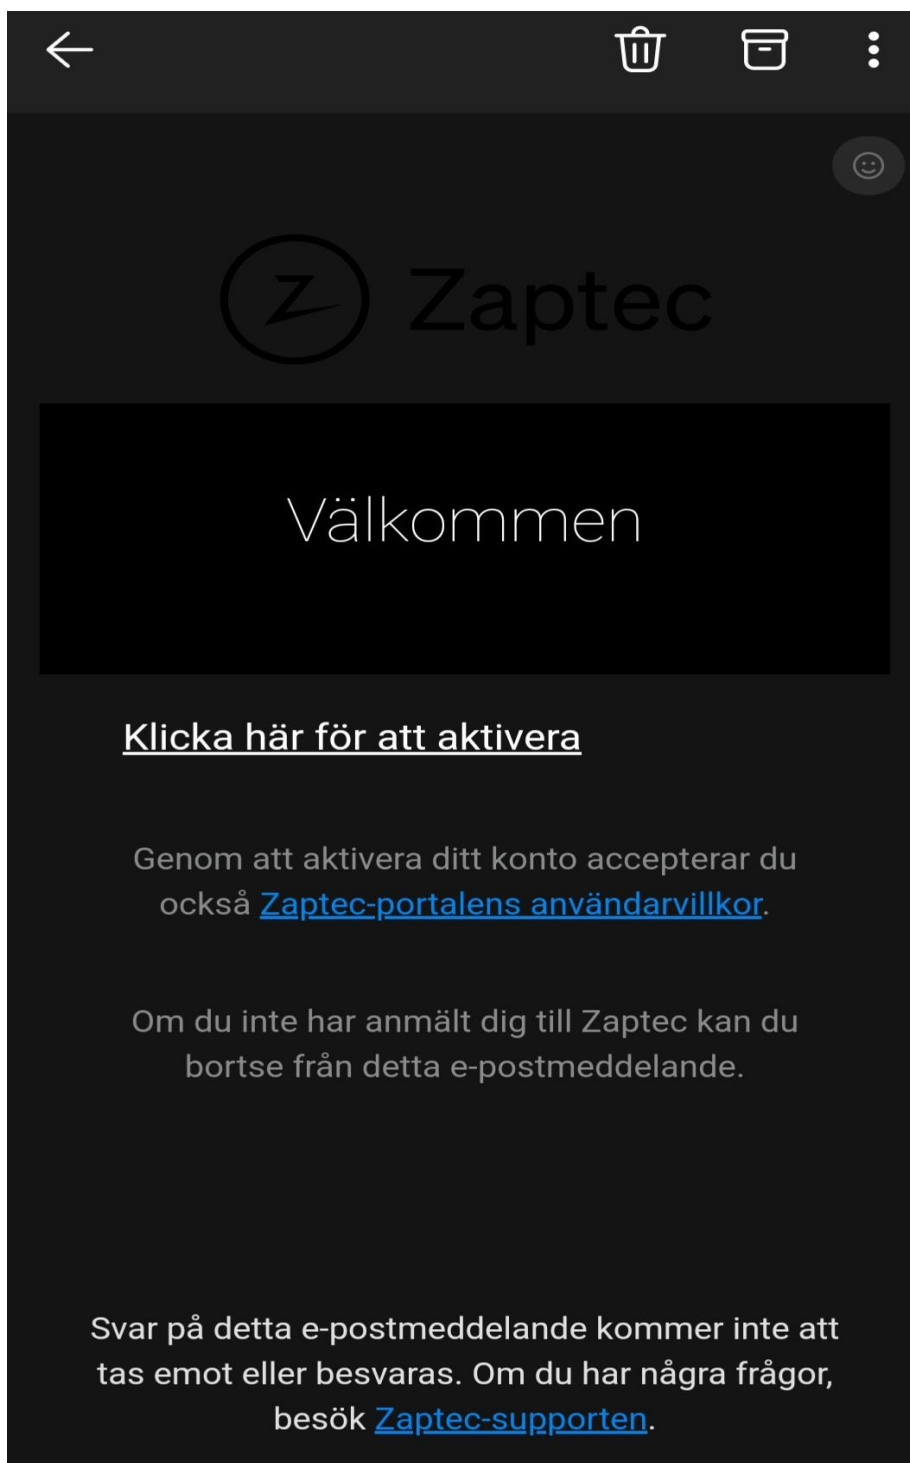 Zaptec
Välkommen
Klicka här för att aktivera
Genom att aktivera ditt konto accepterar du
också Zaptec-portalens användarvillkor.
Om du inte har anmält dig till Zaptec kan du
bortse från detta e-postmeddelande.
Svar på detta e-postmeddelande kommer inte att
tas emot eller besvaras. Om du har några frågor,
besök Zaptec-supporten.